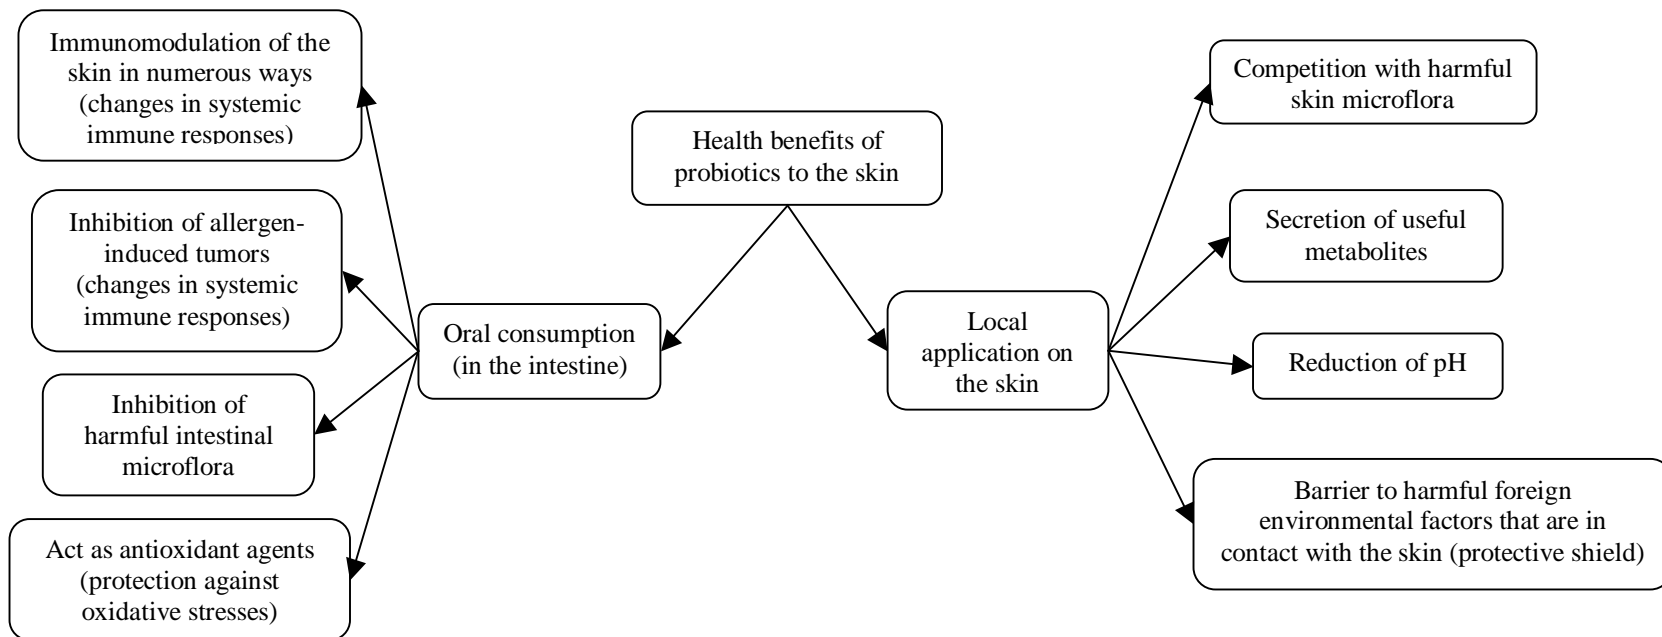 Immunomodulation of the
skin in numerous ways
(changes in systemic
immune responses)
Inhibition of allergen-
induced tumors
(changes in systemic
immune responses)
Inhibition of
harmful intestinal
microflora
Act as antioxidant agents
(protection against
oxidative stresses)
Oral consumption
(in the intestine)
Health benefits of
probiotics to the skin
Local
application on
the skin
Competition with harmful
skin microflora
Secretion of useful
metabolites
Reduction of pH
Barrier to harmful foreign
environmental factors that are in
contact with the skin (protective shield)